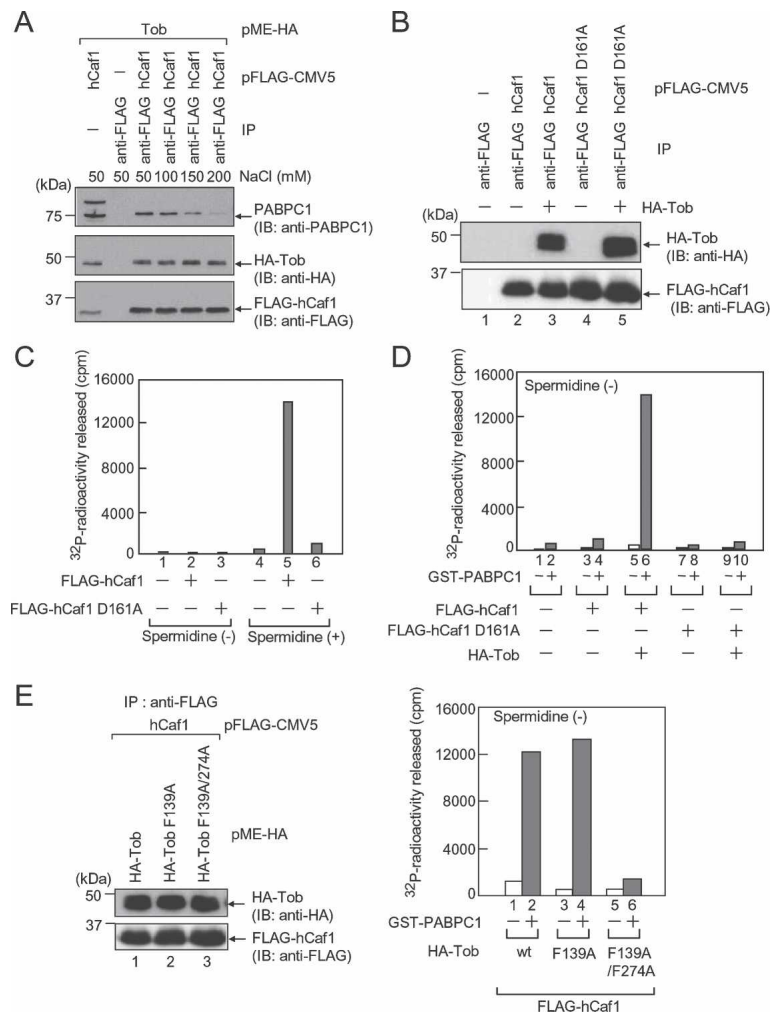 A
Tob
pME-HA
hCaf1 – hCaf1 hCaf1 hCaf1 hCaf1
pFLAG-CMV5
– anti-FLAG anti-FLAG anti-FLAG anti-FLAG anti-FLAG
IP
50 50 50 100 150 200 NaCl (mM)
(kDa)
75
PABPC1
(IB: anti-PABPC1)
50
HA-Tob
(IB: anti-HA)
37
FLAG-hCaf1
(IB: anti-FLAG)
B
– hCaf1 hCaf1 hCaf1 D161A hCaf1 D161A
pFLAG-CMV5
anti-FLAG anti-FLAG anti-FLAG anti-FLAG anti-FLAG
IP
– – + – + HA-Tob
(kDa)
50
HA-Tob
(IB: anti-HA)
37
FLAG-hCaf1
(IB: anti-FLAG)
1 2 3 4 5
C
32P-radioactivity released (cpm)
16000
12000
8000
4000
0
1 2 3 4 5 6
FLAG-hCaf1 – + – – + –
FLAG-hCaf1 D161A – – + – – +
Spermidine (-) Spermidine (+)
D
32P-radioactivity released (cpm)
16000
12000
8000
4000
0
Spermidine (-)
1 2 3 4 5 6 7 8 9 10
GST-PABPC1 – + – + – + – + – +
FLAG-hCaf1 – + + – –
FLAG-hCaf1 D161A – – – + +
HA-Tob – – + – +
E
IP : anti-FLAG
hCaf1
pFLAG-CMV5
HA-Tob HA-Tob F139A HA-Tob F139A/274A
pME-HA
(kDa)
50
HA-Tob
(IB: anti-HA)
37
FLAG-hCaf1
(IB: anti-FLAG)
1 2 3
32P-radioactivity released (cpm)
16000
12000
8000
4000
0
Spermidine (-)
1 2 3 4 5 6
GST-PABPC1 – + – + – +
HA-Tob wt F139A F139A
/F274A
FLAG-hCaf1